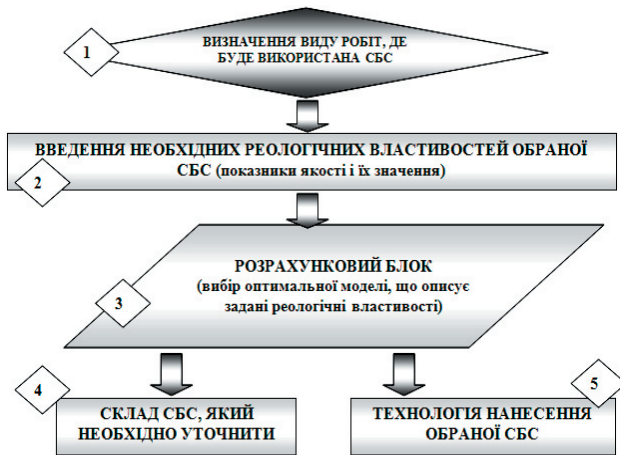 1
ВИЗНАЧЕННЯ ВИДУ РОБІТ, ДЕ
БУДЕ ВИКОРИСТАНА СБС
ВВЕДЕННЯ НЕОБХІДНИХ РЕОЛОГІЧНИХ ВЛАСТИВОСТЕЙ ОБРАНОЇ
СБС (показники якості і їх значення)
2
РОЗРАХУНКОВИЙ БЛОК
(вибір оптимальної моделі, що описує
задані реологічні властивості)
3
4
СКЛАД СБС, ЯКИЙ
НЕОБХІДНО УТОЧНИТИ
5
ТЕХНОЛОГІЯ НАНЕСЕННЯ
ОБРАНОЇ СБС